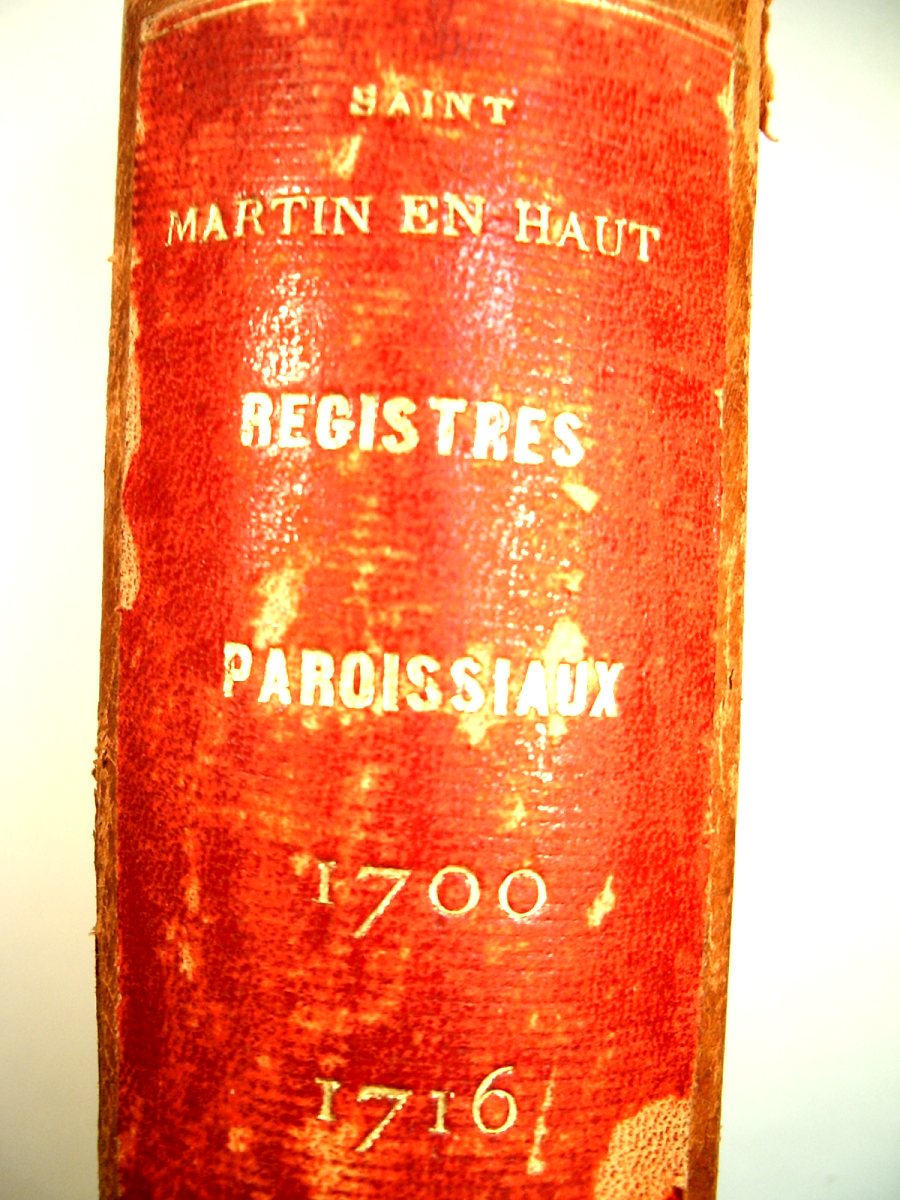 SAINT
MARTIN EN HAUT
REGISTRES
PAROISSIAUX
1700
1716